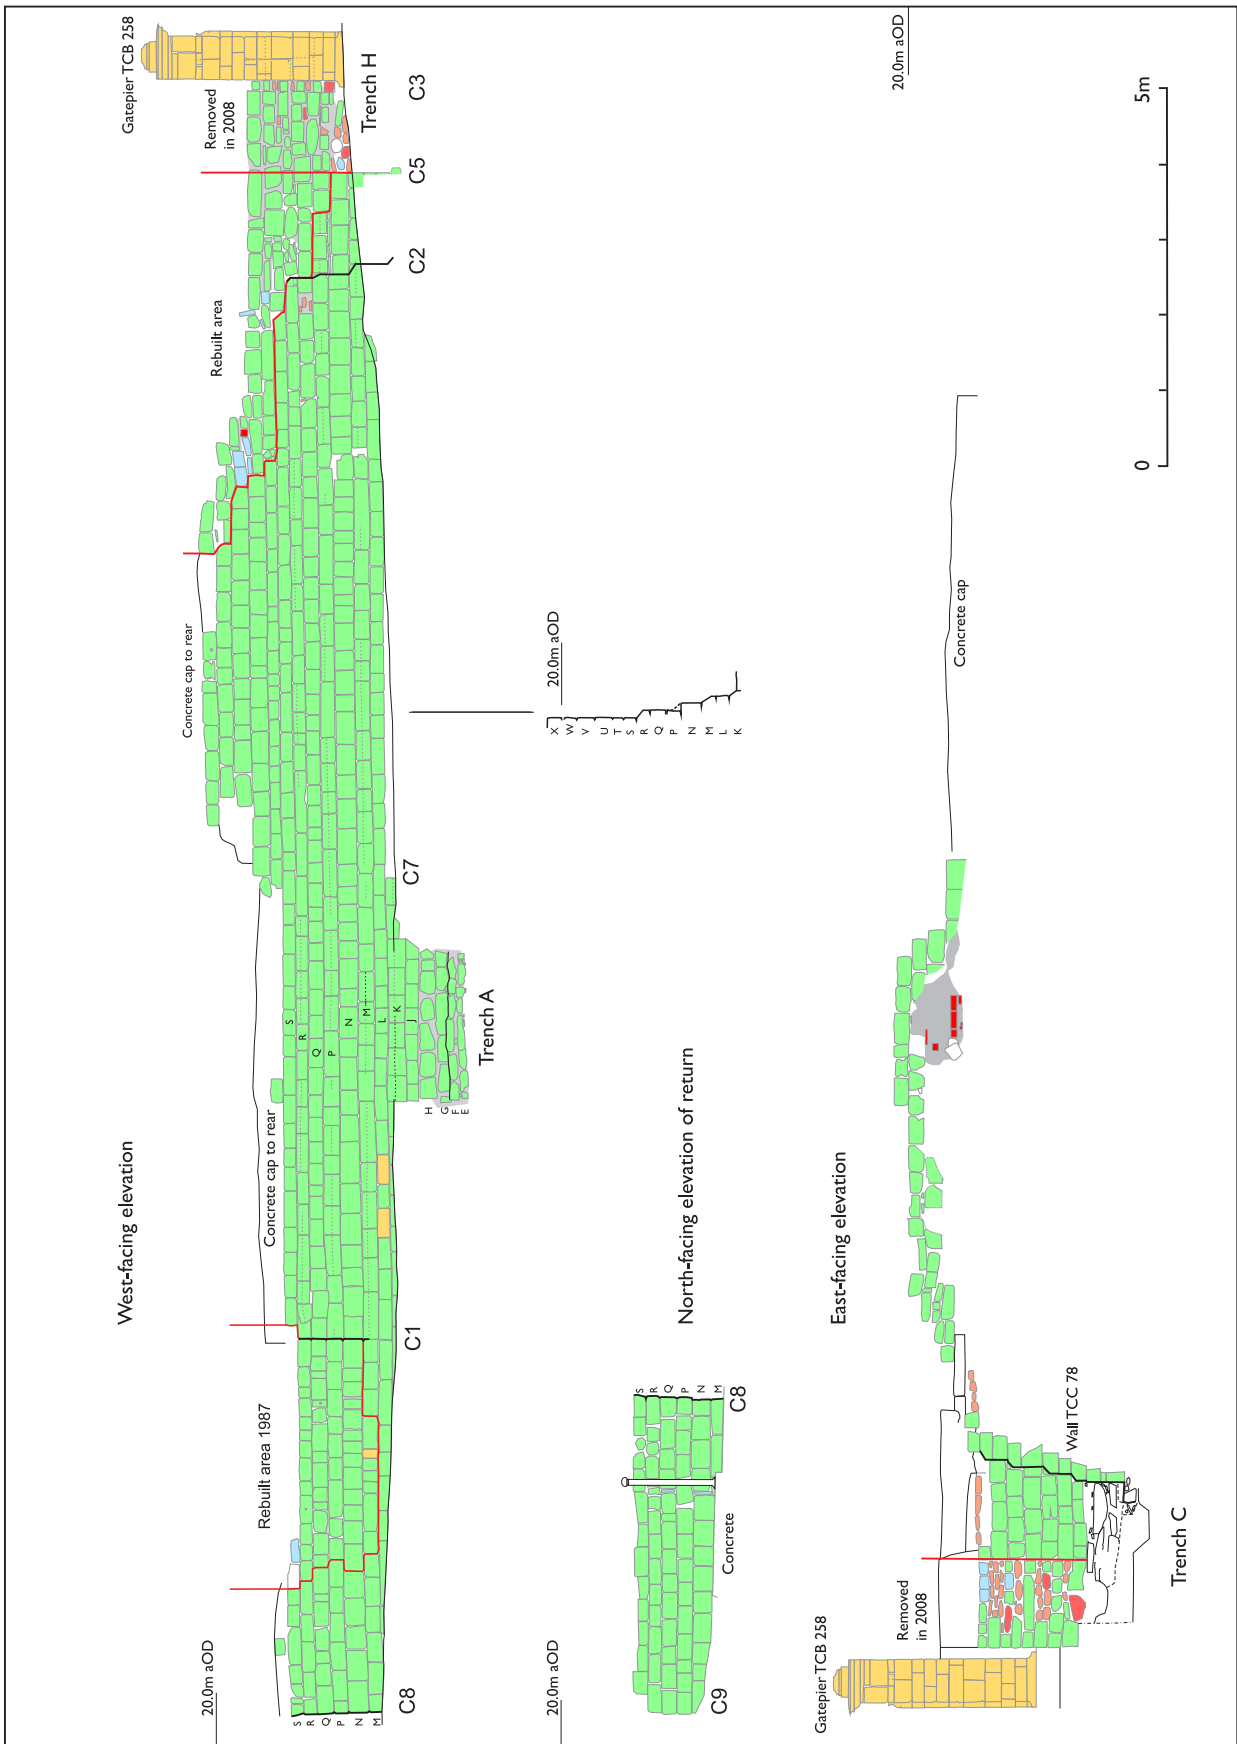 West-facing elevation
20.0m aOD
C8
S
R
Q
P
N
M
Rebuilt area 1987
C1
Concrete cap to rear
S
R
Q
P
N
M
L
K
J
H
G
F
E
Trench A
C7
Concrete cap to rear
Rebuilt area
C2
C5
Removed
in 2008
C3
Trench H
Gatepier TCB 258
20.0m aOD
X
W
V
U
T
S
R
Q
P
N
M
L
K
North-facing elevation of return
20.0m aOD
C9
Concrete
S
R
Q
P
N
M
C8
East-facing elevation
Gatepier TCB 258
Removed
in 2008
Trench C
Wall TCC 78
Concrete cap
20.0m aOD
0
5m